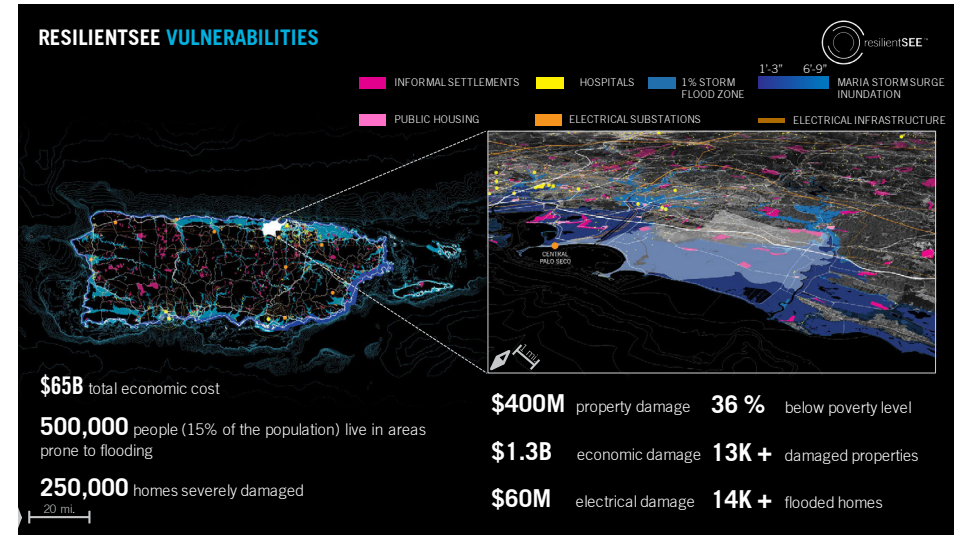 RESILIENTSEE VULNERABILITIES
resilientSEE™
1'-3" 6'-9"
INFORMAL SETTLEMENTS
HOSPITALS
1% STORM
FLOOD ZONE
MARIA STORM SURGE
INUNDATION
PUBLIC HOUSING
ELECTRICAL SUBSTATIONS
ELECTRICAL INFRASTRUCTURE
CENTRAL
PALO SECO
1 mi.
$65B total economic cost
500,000 people (15% of the population) live in areas
prone to flooding
250,000 homes severely damaged
20 mi.
$400M property damage 36 % below poverty level
$1.3B economic damage 13K + damaged properties
$60M electrical damage 14K + flooded homes